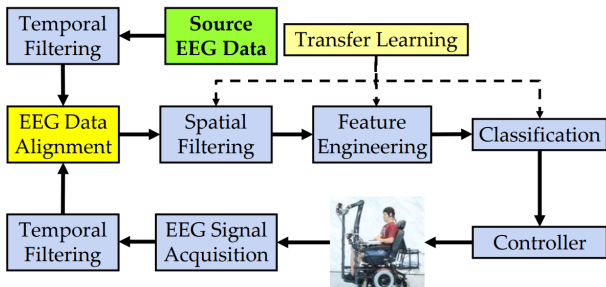 Temporal
Filtering
Source
EEG Data
Transfer Learning
EEG Data
Alignment
Spatial
Filtering
Feature
Engineering
Classification
Temporal
Filtering
EEG Signal
Acquisition
Controller